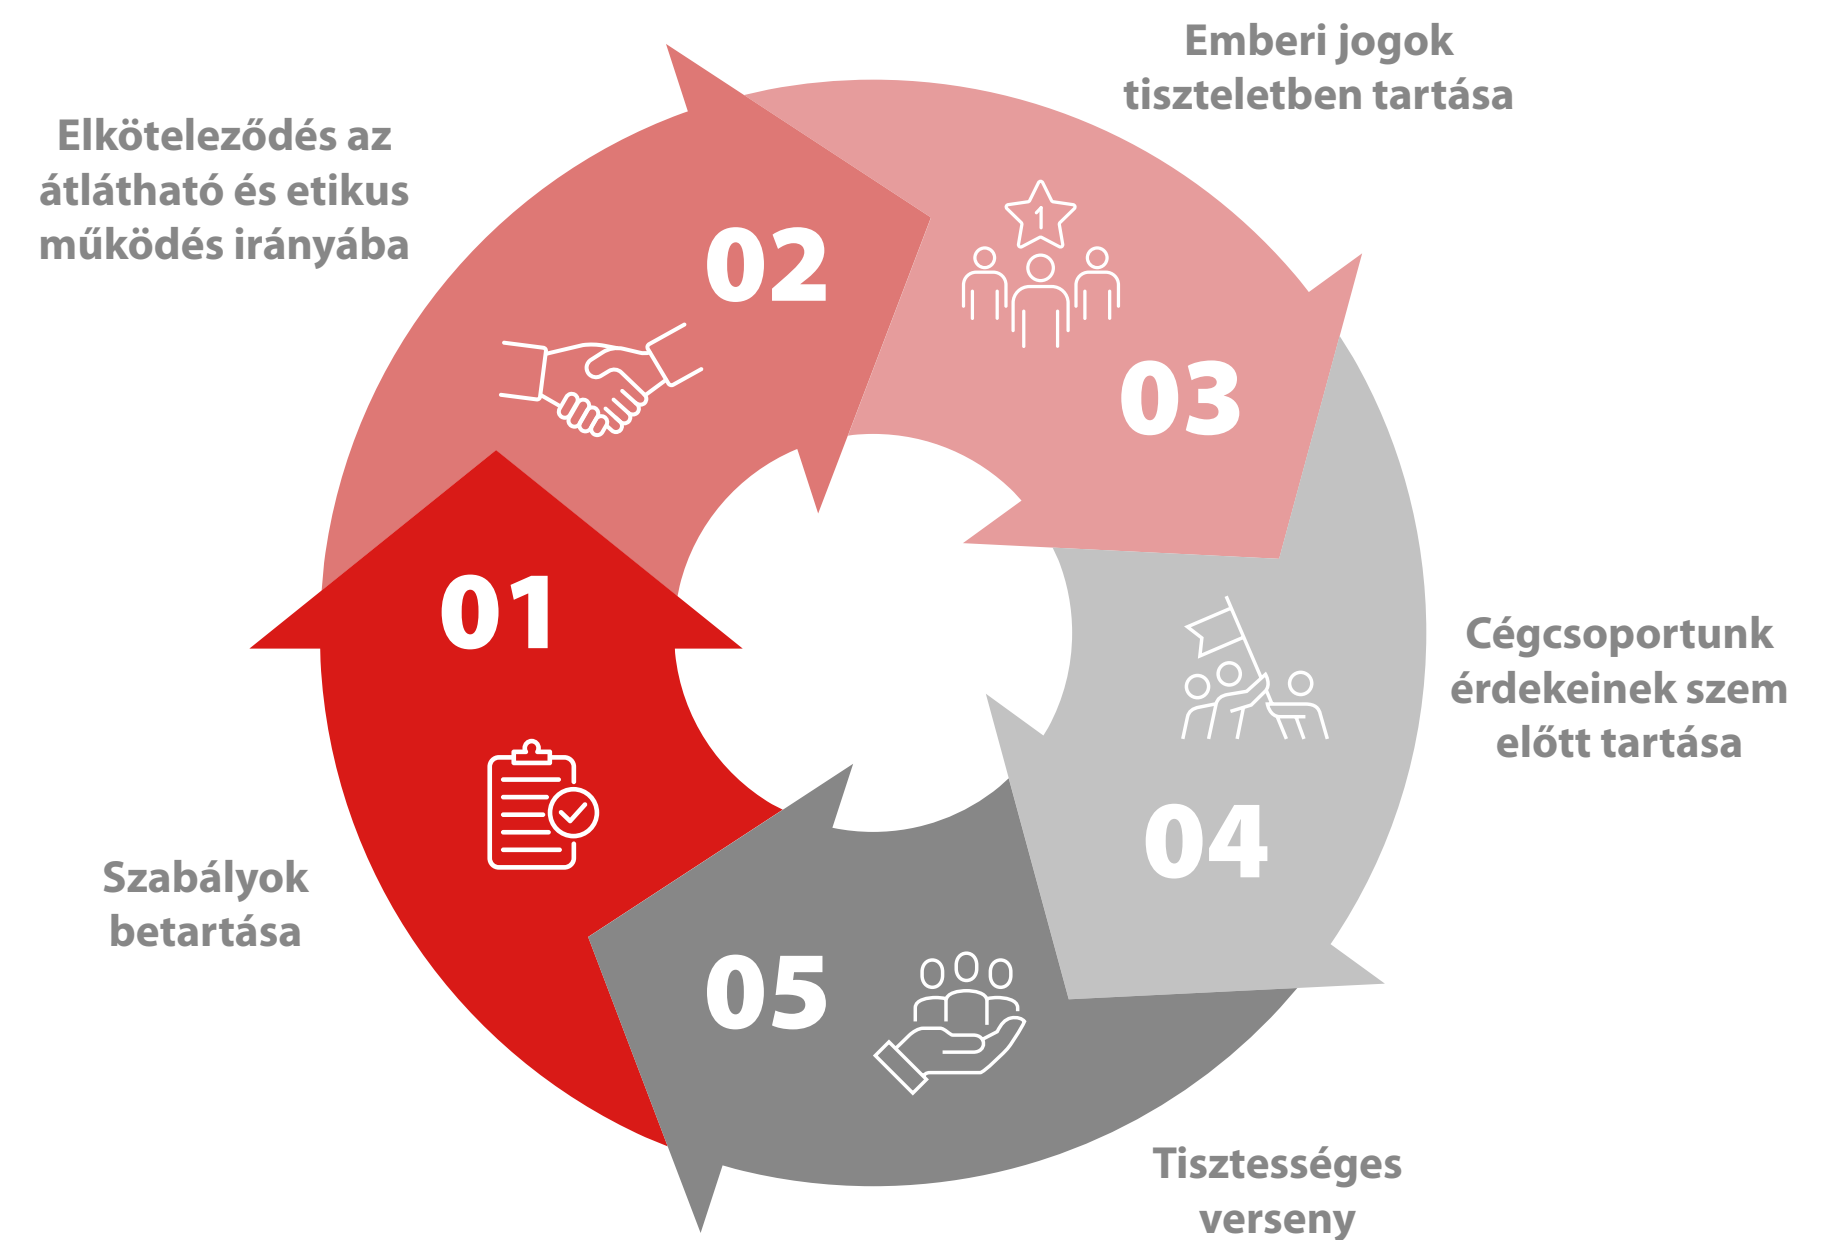 01
Szabályok
betartása
02
Elköteleződés az
átlátható és etikus
működés irányába
03
1
Emberi jogok
tiszteletben tartása
04
Cégcsoportunk
érdekeinek szem
előtt tartása
05
Tisztességes
verseny